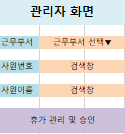 관리자 화면
근무부서 근무부서 선택▼
사원번호 검색창
사원이름 검색창
휴가 관리 및 승인